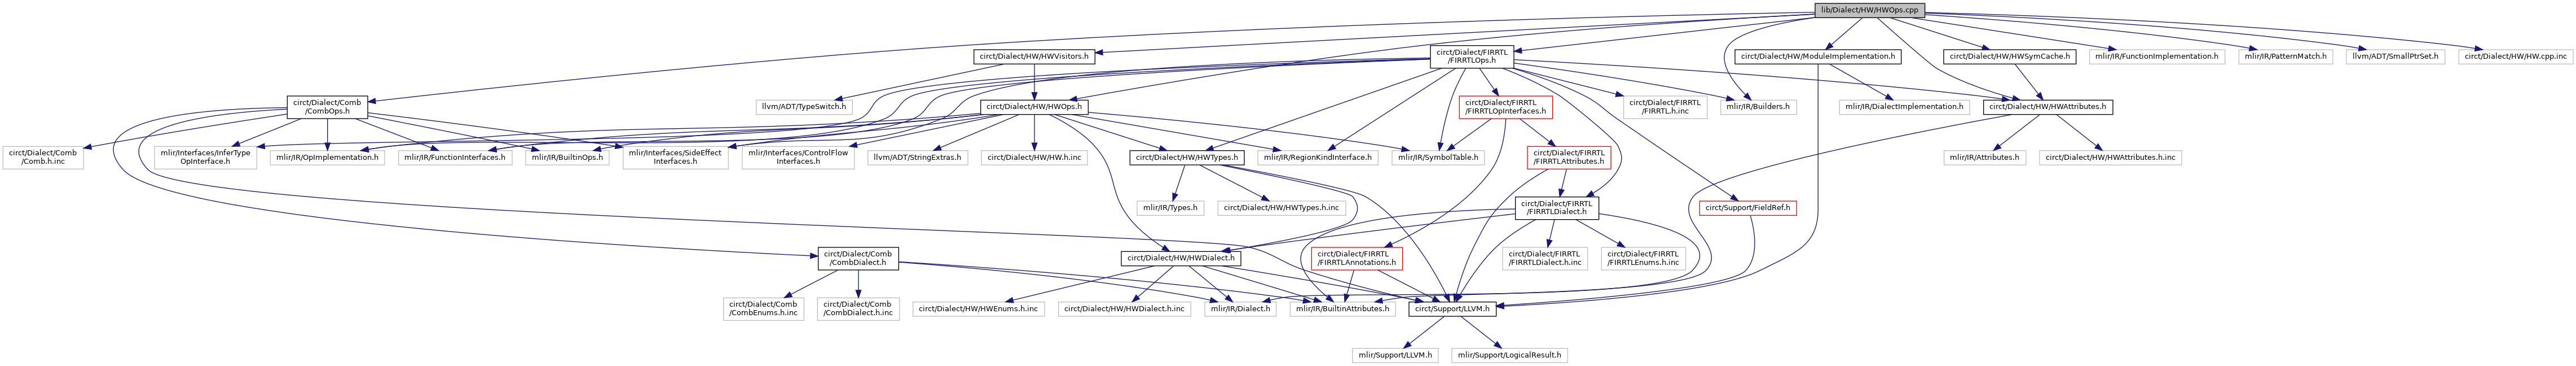 lib/Dialect/HW/HWOps.cpp
circt/Dialect/HW/HWVisitors.h
circt/Dialect/FIRRTL
/FIRRTLOps.h
circt/Dialect/HW/ModuleImplementation.h
circt/Dialect/HW/HWSymCache.h
mlir/IR/FunctionImplementation.h
mlir/IR/PatternMatch.h
llvm/ADT/SmallPtrSet.h
circt/Dialect/HW/HW.cpp.inc
circt/Dialect/Comb
/CombOps.h
llvm/ADT/TypeSwitch.h
circt/Dialect/HW/HWOps.h
circt/Dialect/FIRRTL
/FIRRTLOpInterfaces.h
circt/Dialect/FIRRTL
/FIRRTL.h.inc
mlir/IR/Builders.h
mlir/IR/DialectImplementation.h
circt/Dialect/HW/HWAttributes.h
circt/Dialect/Comb
/Comb.h.inc
mlir/Interfaces/InferType
OpInterface.h
mlir/IR/OpImplementation.h
mlir/IR/FunctionInterfaces.h
mlir/IR/BuiltinOps.h
mlir/Interfaces/SideEffect
Interfaces.h
mlir/Interfaces/ControlFlow
Interfaces.h
llvm/ADT/StringExtras.h
circt/Dialect/HW/HW.h.inc
circt/Dialect/HW/HWTypes.h
mlir/IR/RegionKindInterface.h
mlir/IR/SymbolTable.h
circt/Dialect/FIRRTL
/FIRRTLAttributes.h
mlir/IR/Attributes.h
circt/Dialect/HW/HWAttributes.h.inc
mlir/IR/Types.h
circt/Dialect/HW/HWTypes.h.inc
circt/Dialect/FIRRTL
/FIRRTLDialect.h
circt/Support/FieldRef.h
circt/Dialect/Comb
/CombDialect.h
circt/Dialect/HW/HWDialect.h
circt/Dialect/FIRRTL
/FIRRTLAnnotations.h
circt/Dialect/FIRRTL
/FIRRTLDialect.h.inc
circt/Dialect/FIRRTL
/FIRRTLEnums.h.inc
circt/Dialect/Comb
/CombEnums.h.inc
circt/Dialect/Comb
/CombDialect.h.inc
circt/Dialect/HW/HWEnums.h.inc
circt/Dialect/HW/HWDialect.h.inc
mlir/IR/Dialect.h
mlir/IR/BuiltinAttributes.h
circt/Support/LLVM.h
mlir/Support/LLVM.h
mlir/Support/LogicalResult.h